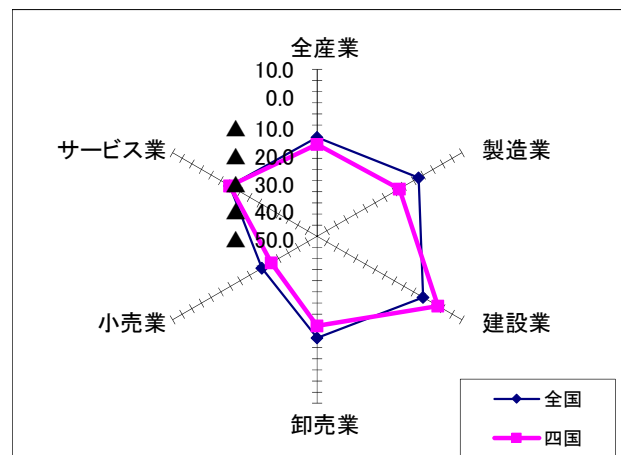 全産業
10.0
0.0
▲ 10.0
▲ 20.0
▲ 30.0
▲ 40.0
▲ 50.0
製造業
建設業
卸売業
小売業
サービス業
全国
四国